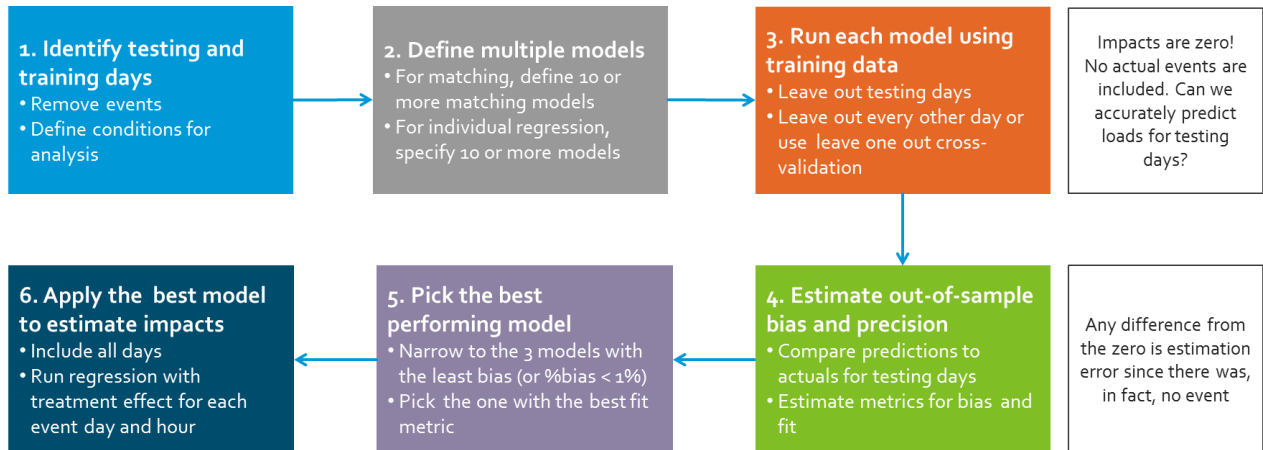 1. Identify testing and
training days
• Remove events
• Define conditions for
analysis
2. Define multiple models
• For matching, define 10 or
more matching models
• For individual regression,
specify 10 or more models
3. Run each model using
training data
• Leave out testing days
• Leave out every other day or
use leave one out cross-
validation
Impacts are zero!
No actual events are
included. Can we
accurately predict
loads for testing
days?
4. Estimate out-of-sample
bias and precision
• Compare predictions to
actuals for testing days
• Estimate metrics for bias and
fit
Any difference from
the zero is estimation
error since there was,
in fact, no event
5. Pick the best
performing model
• Narrow to the 3 models with
the least bias (or %bias < 1%)
• Pick the one with the best fit
metric
6. Apply the best model
to estimate impacts
• Include all days
• Run regression with
treatment effect for each
event day and hour